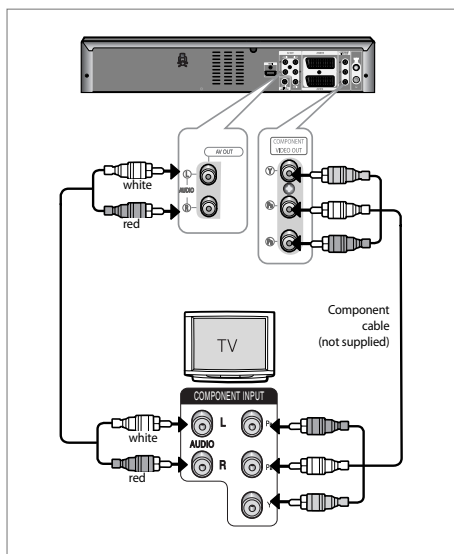 AV OUT
COMPONENT
VIDEO OUT
L
AUDIO
R
Y
white
red
Component
cable
(not supplied)
TV
COMPONENT INPUT
L
AUDIO
R
white
red
Y